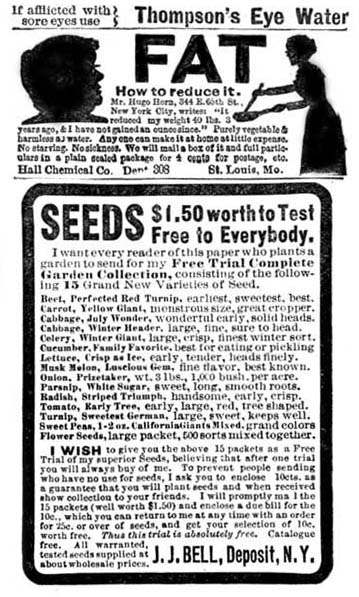 If afflicted with
sore eyes use
Thompson's Eye Water
FAT
How to reduce it.
Mr. Hugo Horn, 344 E. 65th St.,
New York City, writes: "It
reduced my weight 40 lbs. 3
years ago, & I have not gained an ounce since." Purely vegetable &
harmless as water. Any one can make it at home at little expense.
No starving. No sickness. We will mail a box of it and full partic-
ulars in a plain sealed package for 4 cents for postage, etc.
Hall Chemical Co. Dept 308 St. Louis, Mo.
SEEDS $1.50 worth to Test
Free to Everybody.
I want every reader of this paper who plants a
garden to send for my Free Trial Complete
Garden Collection, consisting of the follow-
ing 15 Grand New Varieties of Seed.
Beet, Perfected Red Turnip, earliest, sweetest, best.
Carrot, Yellow Giant, monstrous size, great cropper.
Cabbage, July Wonder, wonderful early, solid heads.
Cabbage, Winter Header, large, fine, sure to head.
Celery, Winter Giant, large, crisp, finest winter sort.
Cucumber, Family Favorite, best for eating or pickling
Lettuce, Crisp as Ice, early, tender, heads finely.
Musk Melon, Luscious Gem, fine flavor, best known.
Onion, Prizetaker, wt. 3 lbs., 1,000 bush. per acre.
Parsnip, White Sugar, sweet, long, smooth roots.
Radish, Striped Triumph, handsome, early, crisp.
Tomato, Early Tree, early, large, red, tree shaped.
Turnip, Sweetest German, large, sweet, keeps well.
Sweet Peas, 1-2 oz. California Giants Mixed, grand colors
Flower Seeds, large packet, 500 sorts mixed together.
I WISH to give you the above 15 packets as a Free
Trial of my superior Seeds, believing that after one trial
you will always buy of me. To prevent people sending
who have no use for seeds, I ask you to enclose 10cts. as
a guarantee that you will plant seeds and when received
show collection to your friends. I will promptly ma l the
15 packets (well worth $1.50) and enclose a due bill for the
10c., which you can return to me at any time with an order
for 25c. or over of seeds, and get your selection of 10c.
worth free. Thus this trial is absolutely free. Catalogue
free. All warranted,
tested seeds supplied at
about wholesale prices.
J. J. BELL, Deposit, N. Y.